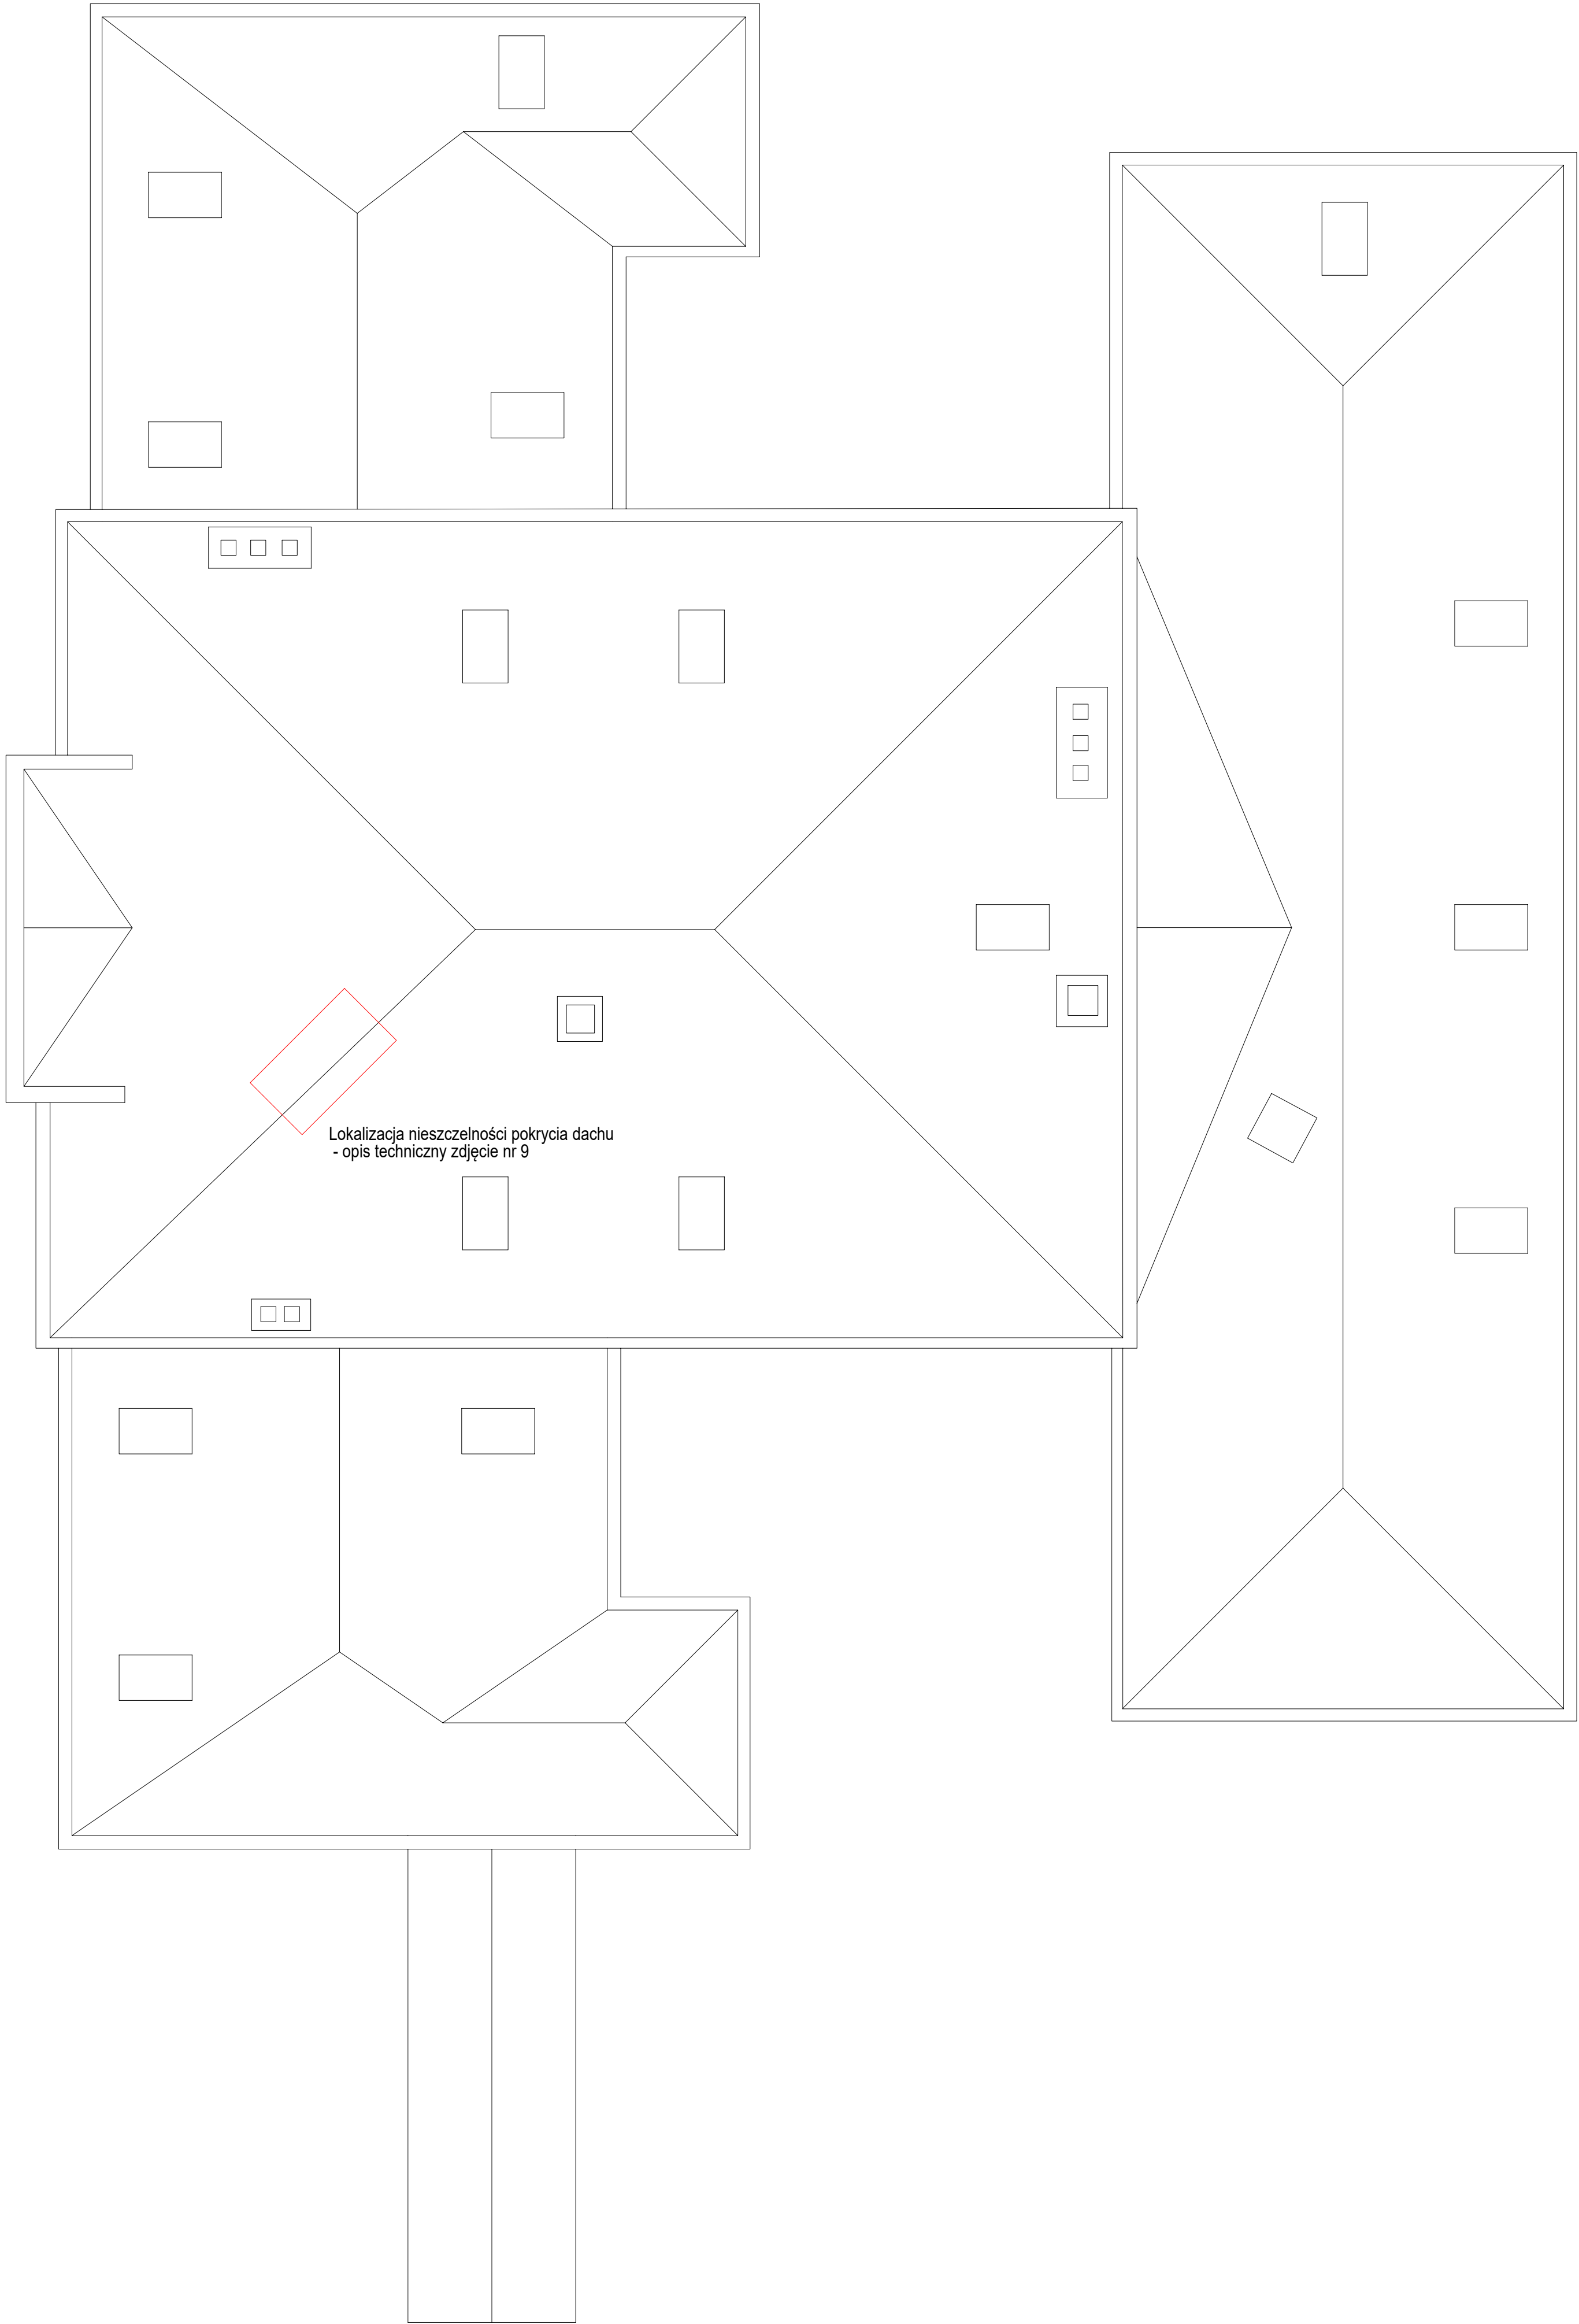 Lokalizacja nieszczelności pokrycia dachu
- opis techniczny zdjęcie nr 9